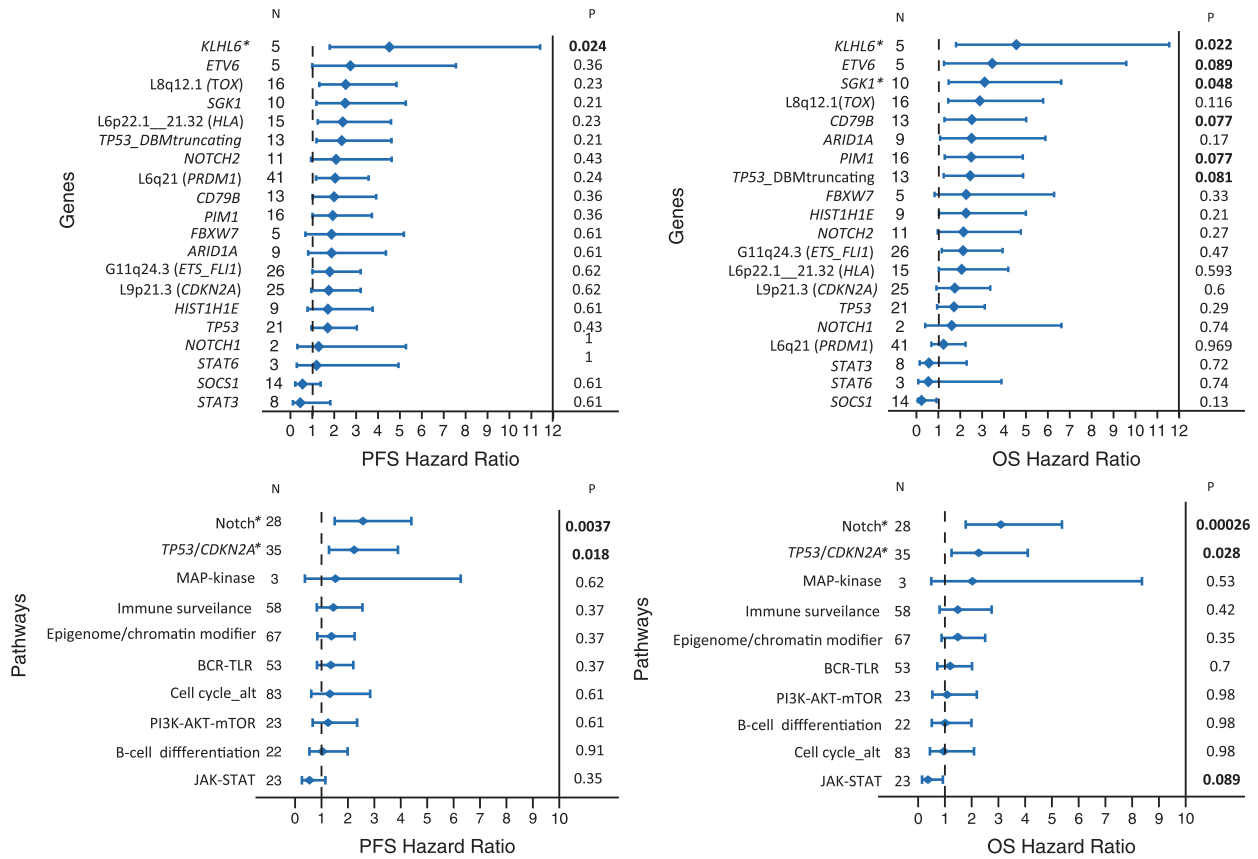 N P
KLHL6* 5 0.024
ETV6 5 0.36
L8q12.1 (TOX) 16 0.23
SGK1 10 0.21
L6p22.1__21.32 (HLA) 15 0.23
TP53_DBMtruncating 13 0.21
NOTCH2 11 0.43
L6q21 (PRDM1) 41 0.24
CD79B 13 0.36
PIM1 16 0.36
FBXW7 5 0.61
ARID1A 9 0.61
G11q24.3 (ETS_FLI1) 26 0.62
L9p21.3 (CDKN2A) 25 0.62
HIST1H1E 9 0.61
TP53 21 0.43
NOTCH1 2 1
STAT6 3 1
SOCS1 14 0.61
STAT3 8 0.61
Genes
0 1 2 3 4 5 6 7 8 9 10 11 12
PFS Hazard Ratio
N P
KLHL6* 5 0.022
ETV6 5 0.089
SGK1* 10 0.048
L8q12.1(TOX) 16 0.116
CD79B 13 0.077
ARID1A 9 0.17
PIM1 16 0.077
TP53_DBMtruncating 13 0.081
FBXW7 5 0.33
HIST1H1E 9 0.21
NOTCH2 11 0.27
G11q24.3 (ETS_FLI1) 26 0.47
L6p22.1__21.32 (HLA) 15 0.593
L9p21.3 (CDKN2A) 25 0.6
TP53 21 0.29
NOTCH1 2 0.74
L6q21 (PRDM1) 41 0.969
STAT3 8 0.72
STAT6 3 0.74
SOCS1 14 0.13
Genes
0 1 2 3 4 5 6 7 8 9 10 11 12
OS Hazard Ratio
N P
Notch* 28 0.0037
TP53/CDKN2A* 35 0.018
MAP-kinase 3 0.62
Immune surveilance 58 0.37
Epigenome/chromatin modifier 67 0.37
BCR-TLR 53 0.37
Cell cycle_alt 83 0.61
PI3K-AKT-mTOR 23 0.61
B-cell diffferentiation 22 0.91
JAK-STAT 23 0.35
Pathways
0 1 2 3 4 5 6 7 8 9 10
PFS Hazard Ratio
N P
Notch* 28 0.00026
TP53/CDKN2A* 35 0.028
MAP-kinase 3 0.53
Immune surveilance 58 0.42
Epigenome/chromatin modifier 67 0.35
BCR-TLR 53 0.7
PI3K-AKT-mTOR 23 0.98
B-cell diffferentiation 22 0.98
Cell cycle_alt 83 0.98
JAK-STAT 23 0.089
Pathways
0 1 2 3 4 5 6 7 8 9 10
OS Hazard Ratio